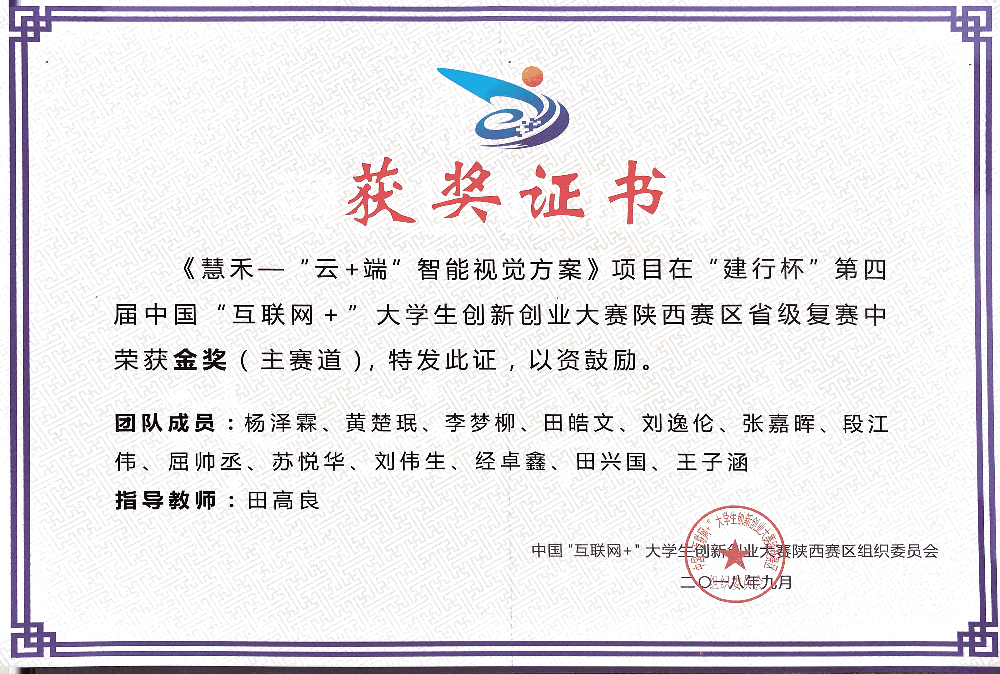 获奖证书
《慧禾—“云+端”智能视觉方案》项目在“建行杯”第四
届中国“互联网+”大学生创新创业大赛陕西赛区省级复赛中
荣获金奖(主赛道),特发此证,以资鼓励。
团队成员:杨泽霖、黄楚珉、李梦柳、田皓文、刘逸伦、张嘉晖、段江
伟、屈帅丞、苏悦华、刘伟生、经卓鑫、田兴国、王子涵
指导教师:田高良
中国"互联网+"大学生创新创业大赛陕西赛区组织委员会
二〇一八年九月
中国“互联网+”大学生创新创业大赛陕西赛区
组织委员会